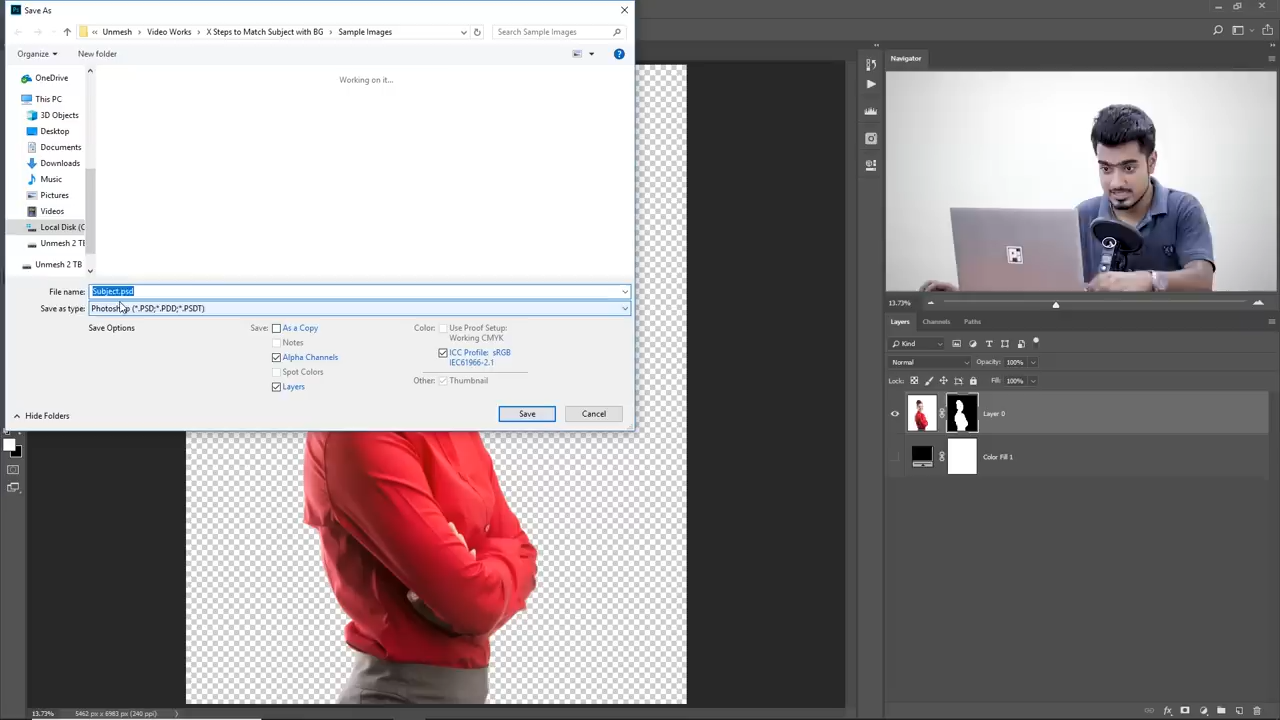 Save As
« Unmesh > Video Works > X Steps to Match Subject with BG > Sample Images
Search Sample Images
Organize
New folder
OneDrive
This PC
3D Objects
Desktop
Documents
Downloads
Music
Pictures
Videos
Local Disk (C
Unmesh 2 TE
Unmesh 2 TB
Working on it...
File name: Subject.psd
Save as type: Photoshop (*.PSD;*.PDD;*.PSDT)
Save Options
Save: As a Copy
Notes
Alpha Channels
Spot Colors
Layers
Color: Use Proof Setup:
Working CMYK
ICC Profile: sRGB
IEC61966-2.1
Other: Thumbnail
Hide Folders
Save
Cancel
Navigator
13.73%
Layers
Channels
Paths
Kind
Normal
Opacity: 100%
Lock:
Fill: 100%
Layer 0
Color Fill 1
13.73%
5462 px x 6983 px (240 ppi)